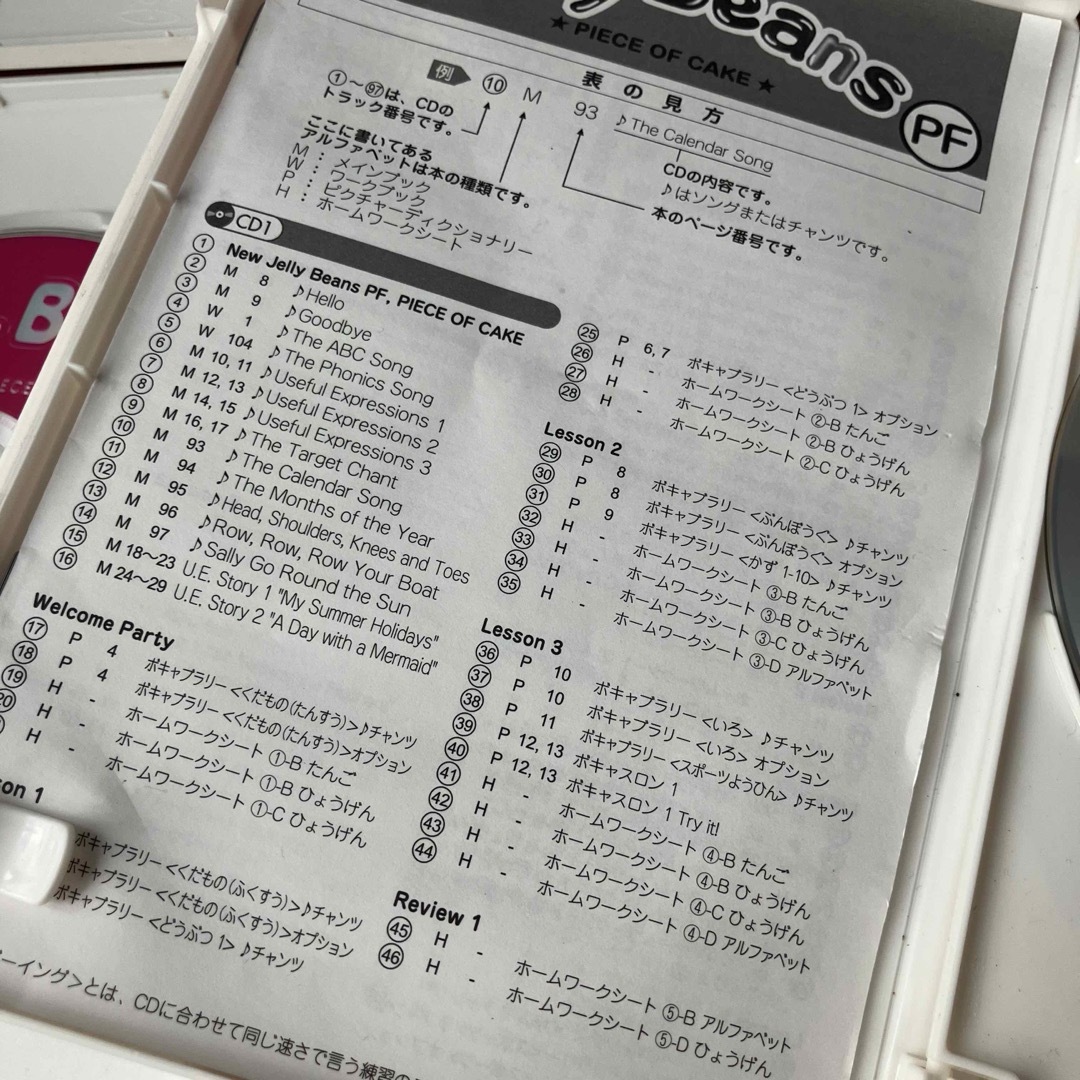 Beans
★ PIECE OF CAKE ★
PF
表の見方
例 ⑩ M 93 ♪The Calendar Song
①～�97は、CDの
トラック番号です。
ここに書いてある
アルファベットは本の種類です。
M：メインブック
W：ワークブック
P：ピクチャーディクショナリー
H：ホームワークシート
CDの内容です。
♪はソングまたはチャンツです。
本のページ番号です。
CD1
① New Jelly Beans PF, PIECE OF CAKE
② M 8 ♪Hello
③ M 9 ♪Goodbye
④ W 1 ♪The ABC Song
⑤ W 104 ♪The Phonics Song
⑥ M 10, 11 ♪Useful Expressions 1
⑦ M 12, 13 ♪Useful Expressions 2
⑧ M 14, 15 ♪Useful Expressions 3
⑨ M 16, 17 ♪The Target Chant
⑩ M 93 ♪The Calendar Song
⑪ M 94 ♪The Months of the Year
⑫ M 95 ♪Head, Shoulders, Knees and Toes
⑬ M 96 ♪Row, Row, Row Your Boat
⑭ M 97 ♪Sally Go Round the Sun
⑮ M 18～23 U.E. Story 1 "My Summer Holidays"
⑯ M 24～29 U.E. Story 2 "A Day with a Mermaid"
Welcome Party
⑰ P 4 ボキャブラリー <くだもの(たんすう)>♪チャンツ
⑱ P 4 ボキャブラリー <くだもの(たんすう)>オプション
⑲ H - ホームワークシート ①-B たんご
20 H - ホームワークシート ①-B ひょうげん
H - ホームワークシート ①-C ひょうげん
son 1
ボキャブラリー <くだもの(ふくすう)>♪チャンツ
ボキャブラリー <くだもの(ふくすう)>オプション
ボキャブラリー <どうぶつ 1> ♪チャンツ
ーイング>とは、CDに合わせて同じ速さで言う練習の
㉕ P 6, 7 ボキャブラリー <どうぶつ 1> オプション
㉖ H - ホームワークシート ②-B たんご
㉗ H - ホームワークシート ②-B ひょうげん
㉘ H - ホームワークシート ②-C ひょうげん
Lesson 2
㉙ P 8 ボキャブラリー <ぶんぼうぐ> ♪チャンツ
㉚ P 8 ボキャブラリー <ぶんぼうぐ> オプション
㉛ P 9 ボキャブラリー <かず 1-10> ♪チャンツ
㉜ H - ホームワークシート ③-B たんご
㉝ H - ホームワークシート ③-B ひょうげん
㉞ H - ホームワークシート ③-C ひょうげん
㉟ H - ホームワークシート ③-D アルファベット
Lesson 3
㊱ P 10 ボキャブラリー <いろ> ♪チャンツ
㊲ P 10 ボキャブラリー <いろ> オプション
㊳ P 11 ボキャブラリー <スポーツようひん> ♪チャンツ
㊴ P 12, 13 ボキャスロン 1
㊵ P 12, 13 ボキャスロン 1 Try it!
㊶ H - ホームワークシート ④-B たんご
㊷ H - ホームワークシート ④-B ひょうげん
㊸ H - ホームワークシート ④-C ひょうげん
㊹ H - ホームワークシート ④-D アルファベット
Review 1
㊺ H - ホームワークシート ⑤-B アルファベット
㊻ H - ホームワークシート ⑤-D ひょうげん
B